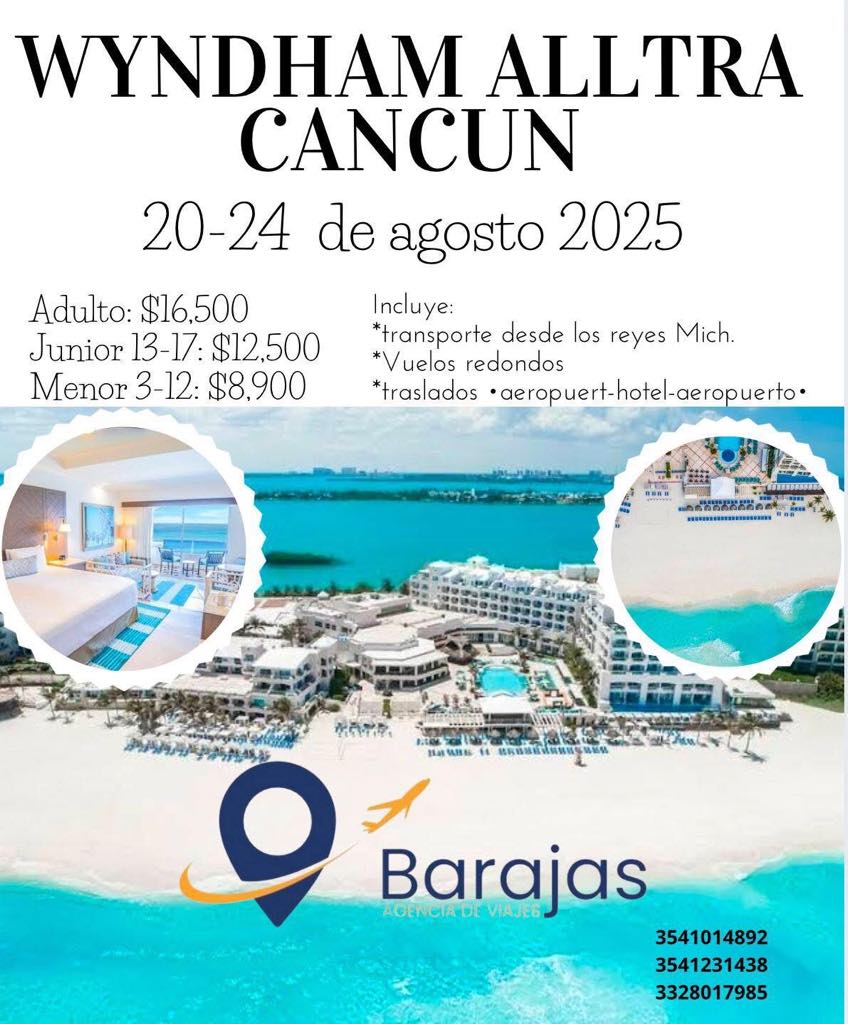 WYNDHAM ALLTRA
CANCUN
20-24 de agosto 2025
Adulto: $16,500
Junior 13-17: $12,500
Menor 3-12: $8,900
Incluye:
*transporte desde los reyes Mich.
*Vuelos redondos
*traslados •aeropuert-hotel-aeropuerto•
Barajas
AGENCIA DE VIAJES
3541014892
3541231438
3328017985